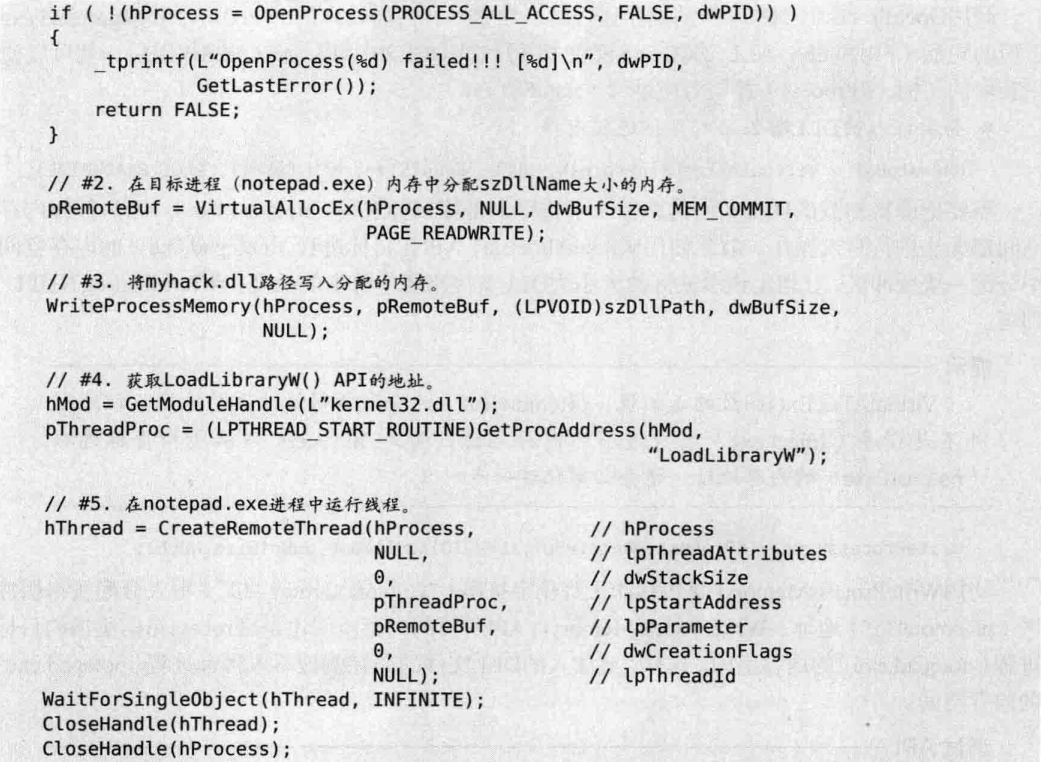 if ( !(hProcess = OpenProcess(PROCESS_ALL_ACCESS, FALSE, dwPID)) )
{
    _tprintf(L"OpenProcess(%d) failed!!! [%d]\n", dwPID,
             GetLastError());
    return FALSE;
}
// #2. 在目标进程（notepad.exe）内存中分配szDllName大小的内存。
pRemoteBuf = VirtualAllocEx(hProcess, NULL, dwBufSize, MEM_COMMIT,
                            PAGE_READWRITE);
// #3. 将myhack.dll路径写入分配的内存。
WriteProcessMemory(hProcess, pRemoteBuf, (LPVOID)szDllPath, dwBufSize,
                   NULL);
// #4. 获取LoadLibraryW() API的地址。
hMod = GetModuleHandle(L"kernel32.dll");
pThreadProc = (LPTHREAD_START_ROUTINE)GetProcAddress(hMod,
                                                     "LoadLibraryW");
// #5. 在notepad.exe进程中运行线程。
hThread = CreateRemoteThread(hProcess,          // hProcess
                             NULL,              // lpThreadAttributes
                             0,                 // dwStackSize
                             pThreadProc,       // lpStartAddress
                             pRemoteBuf,        // lpParameter
                             0,                 // dwCreationFlags
                             NULL);             // lpThreadId
WaitForSingleObject(hThread, INFINITE);
CloseHandle(hThread);
CloseHandle(hProcess);